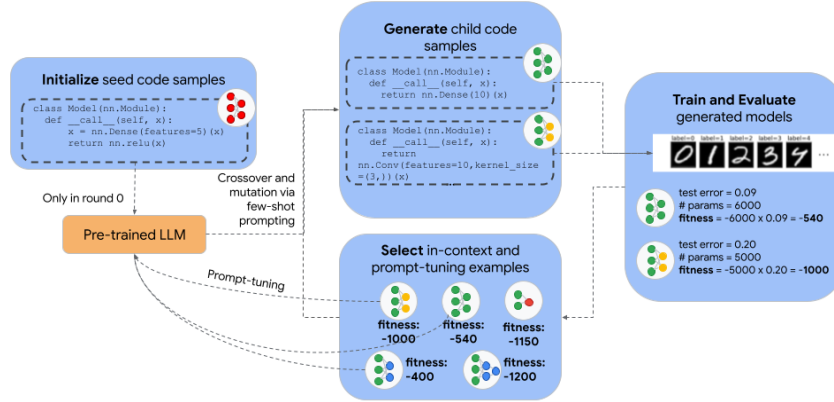 Initialize seed code samples
class Model(nn.Module):
def __call__(self, x):
x = nn.Dense(features=5)(x)
return nn.relu(x)
Only in round 0
Pre-trained LLM
Crossover and
mutation via
few-shot
prompting
Prompt-tuning
Generate child code
samples
class Model(nn.Module):
def __call__(self, x):
return nn.Dense(10)(x)
class Model(nn.Module):
def __call__(self, x):
return
nn.Conv(features=10,kernel_size
=(3,))(x)
Train and Evaluate
generated models
label=0 label=1 label=2 label=3 label=4
0 1 2 3 4
test error = 0.09
# params = 6000
fitness = -6000 x 0.09 = -540
test error = 0.20
# params = 5000
fitness = -5000 x 0.20 = -1000
Select in-context and
prompt-tuning examples
fitness: fitness: fitness:
-1000 -540 -1150
fitness: fitness:
-400 -1200